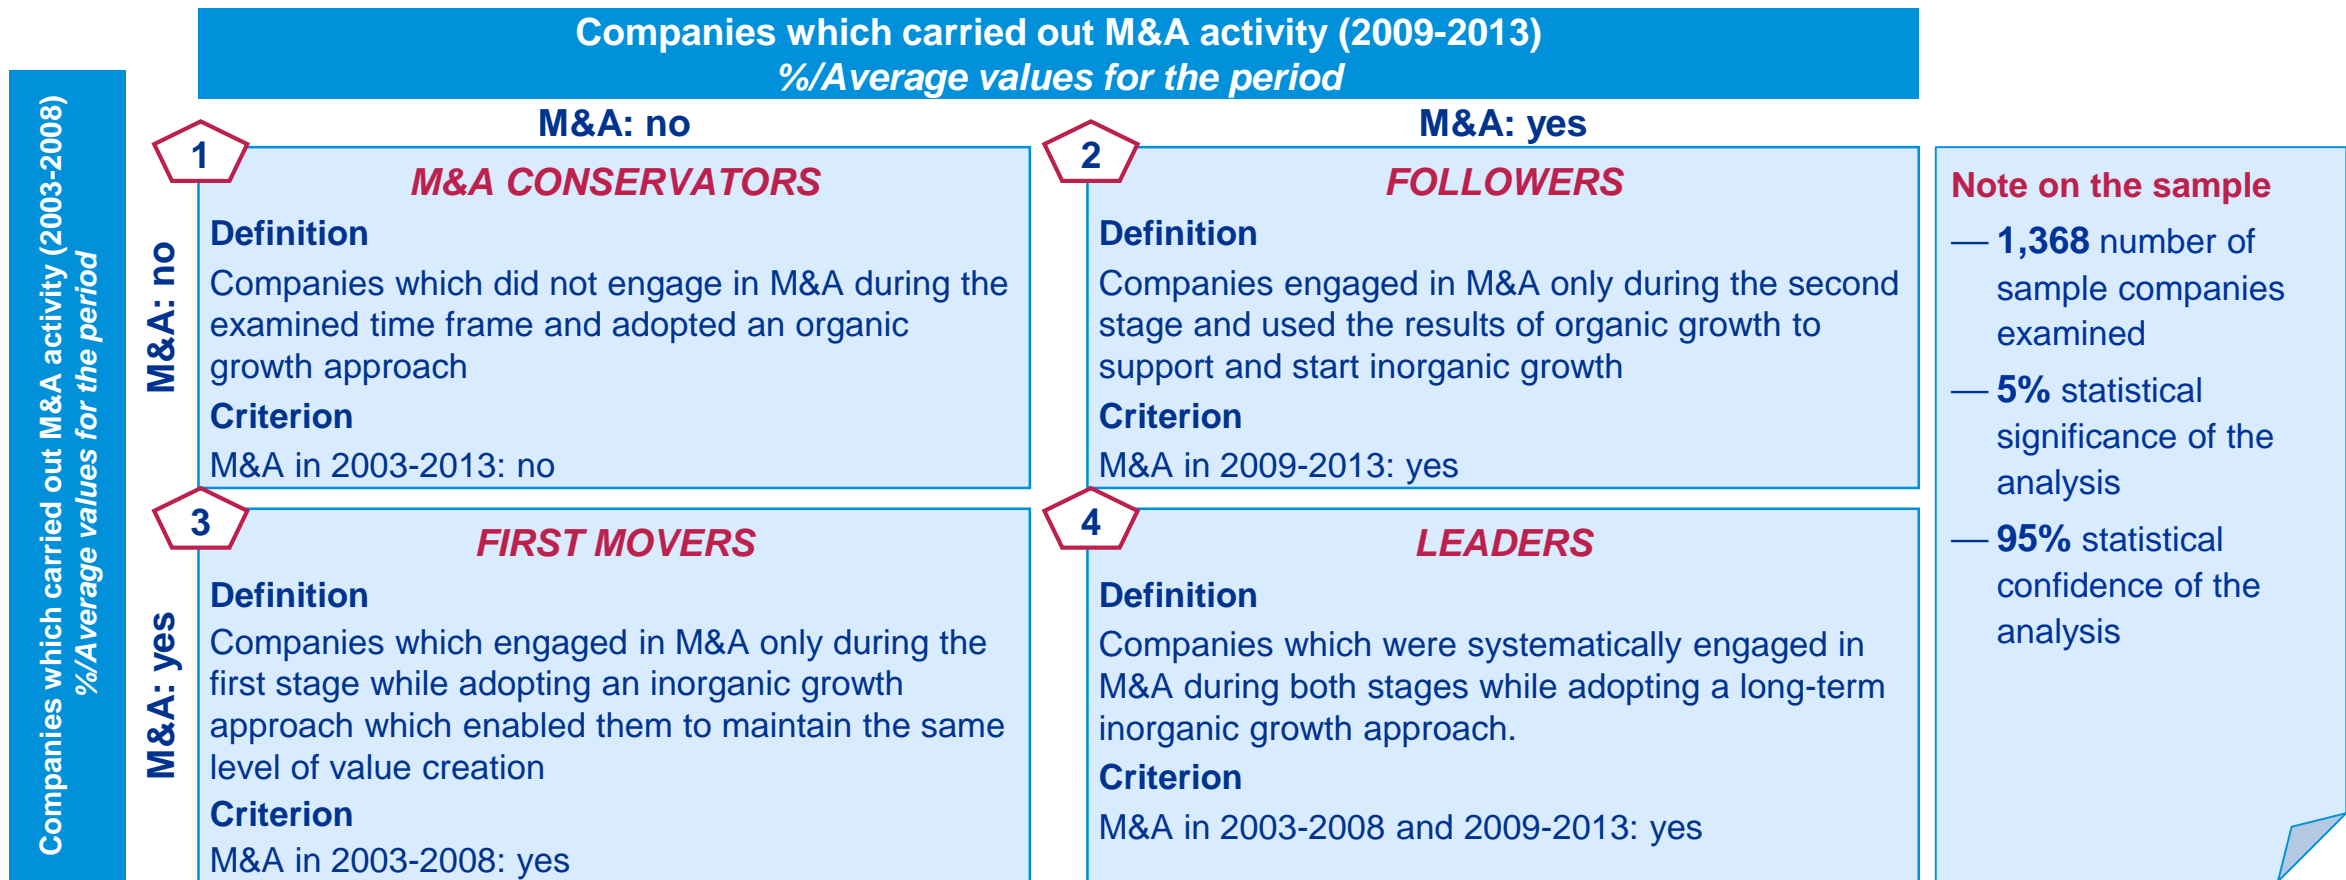 Companies which carried out M&A activity (2009-2013)
%/Average values for the period
Companies which carried out M&A activity (2003-2008)
%/Average values for the period
M&A: no
M&A: yes
M&A: no
1
M&A CONSERVATORS
Definition
Companies which did not engage in M&A during the
examined time frame and adopted an organic
growth approach
Criterion
M&A in 2003-2013: no
2
FOLLOWERS
Definition
Companies engaged in M&A only during the second
stage and used the results of organic growth to
support and start inorganic growth
Criterion
M&A in 2009-2013: yes
M&A: yes
3
FIRST MOVERS
Definition
Companies which engaged in M&A only during the
first stage while adopting an inorganic growth
approach which enabled them to maintain the same
level of value creation
Criterion
M&A in 2003-2008: yes
4
LEADERS
Definition
Companies which were systematically engaged in
M&A during both stages while adopting a long-term
inorganic growth approach.
Criterion
M&A in 2003-2008 and 2009-2013: yes
Note on the sample
— 1,368 number of
sample companies
examined
— 5% statistical
significance of the
analysis
— 95% statistical
confidence of the
analysis